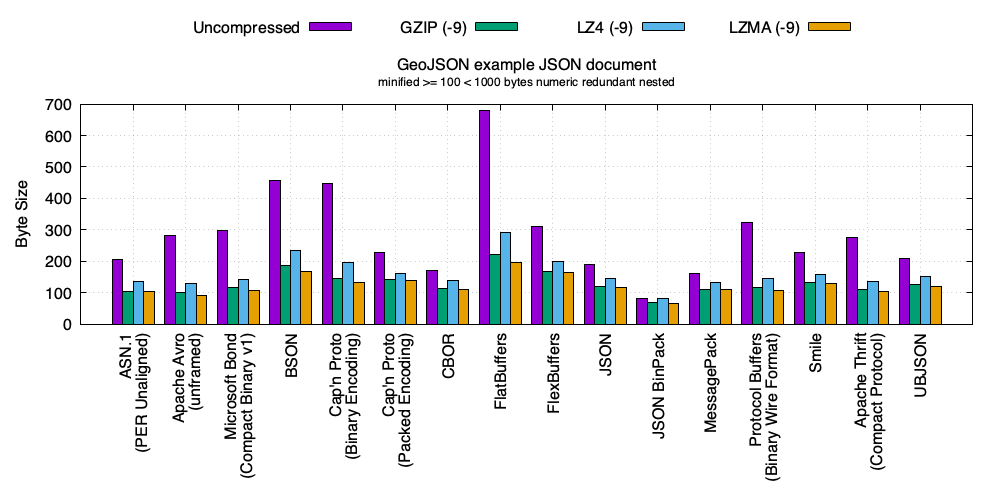 Uncompressed GZIP (-9) LZ4 (-9) LZMA (-9)
GeoJSON example JSON document
minified >= 100 < 1000 bytes numeric redundant nested
Byte Size
700
600
500
400
300
200
100
0
ASN.1
(PER Unaligned)
Apache Avro
(unframed)
Microsoft Bond
(Compact Binary v1)
BSON
Cap'n Proto
(Binary Encoding)
Cap'n Proto
(Packed Encoding)
CBOR
FlatBuffers
FlexBuffers
JSON
JSON BinPack
MessagePack
Protocol Buffers
(Binary Wire Format)
Smile
Apache Thrift
(Compact Protocol)
UBJSON